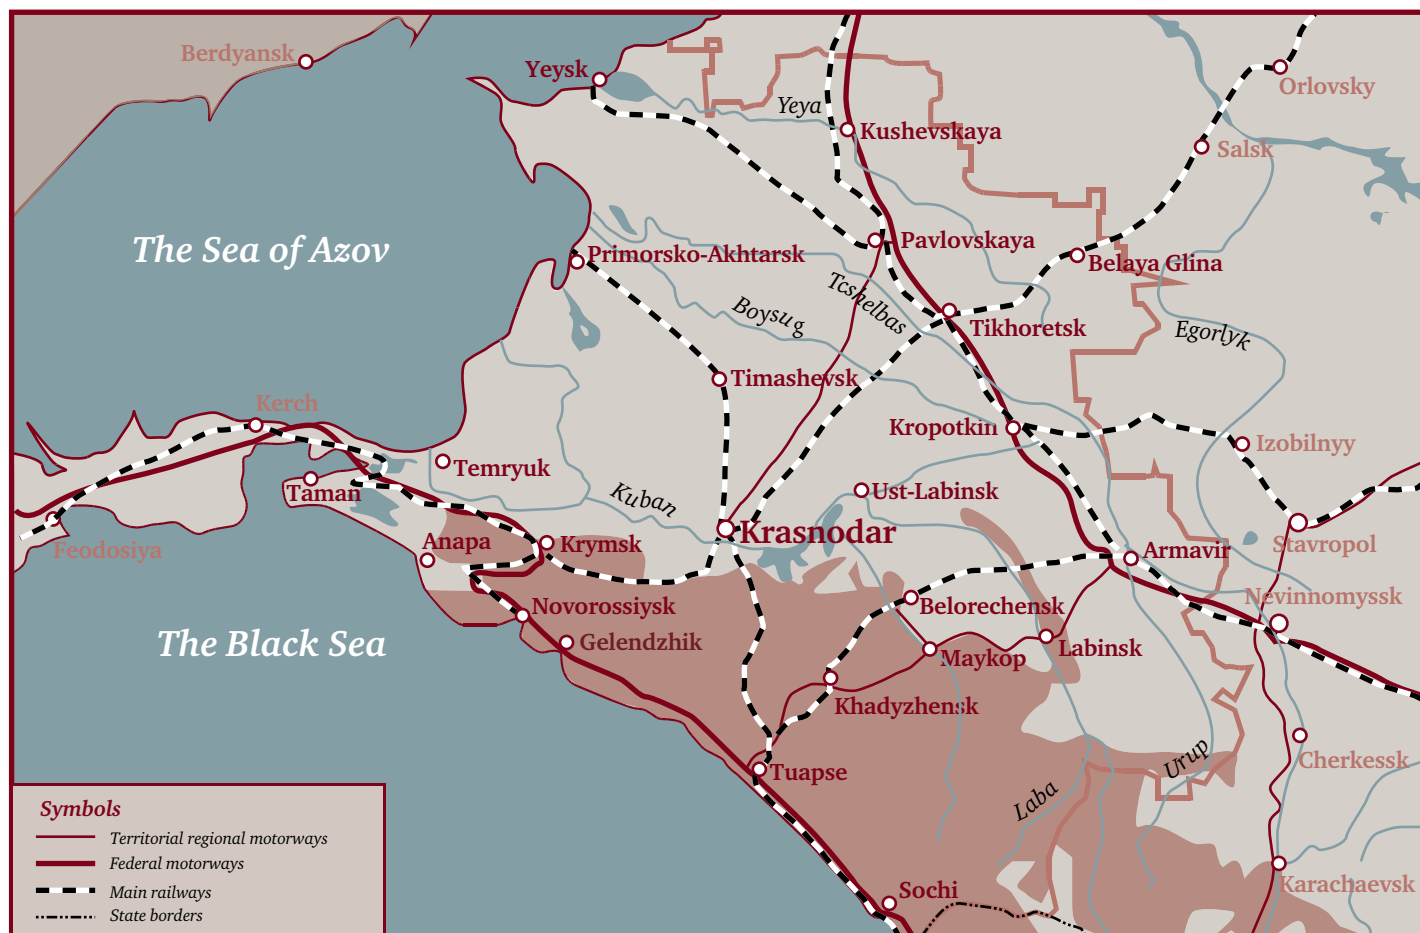 Berdyansk
Yeysk
Orlovsky
Yeya
Kushevskaya
Salsk
The Sea of Azov
Primorsko-Akhtarsk
Pavlovskaya
Belaya Glina
Tcshelbas
Boysug
Tikhoretsk
Egorlyk
Timashevsk
Kerch
Kropotkin
Izobilnyy
Temryuk
Taman
Kuban
Ust-Labinsk
Krasnodar
Feodosiya
Anapa
Krymsk
Armavir
Stavropol
Nevinnomyssk
Novorossiysk
Belorechensk
The Black Sea
Gelendzhik
Maykop
Labinsk
Khadyzhensk
Cherkessk
Urup
Tuapse
Laba
Sochi
Karachaevsk
Symbols
Territorial regional motorways
Federal motorways
Main railways
State borders